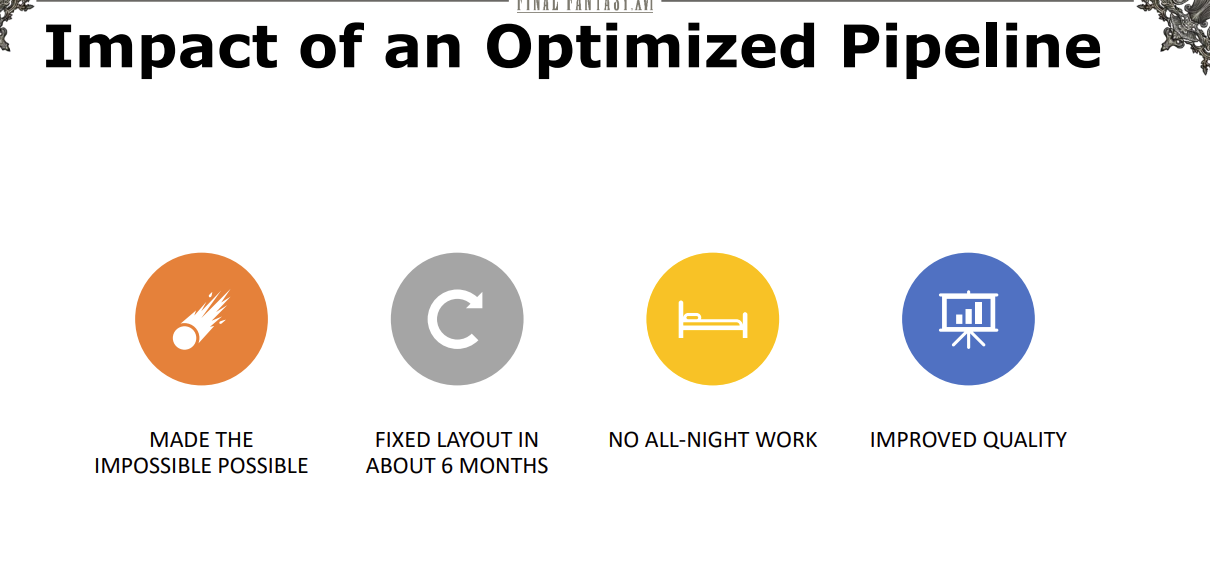 FINAL FANTASY XVI
Impact of an Optimized Pipeline
MADE THE
IMPOSSIBLE POSSIBLE
FIXED LAYOUT IN
ABOUT 6 MONTHS
NO ALL-NIGHT WORK
IMPROVED QUALITY